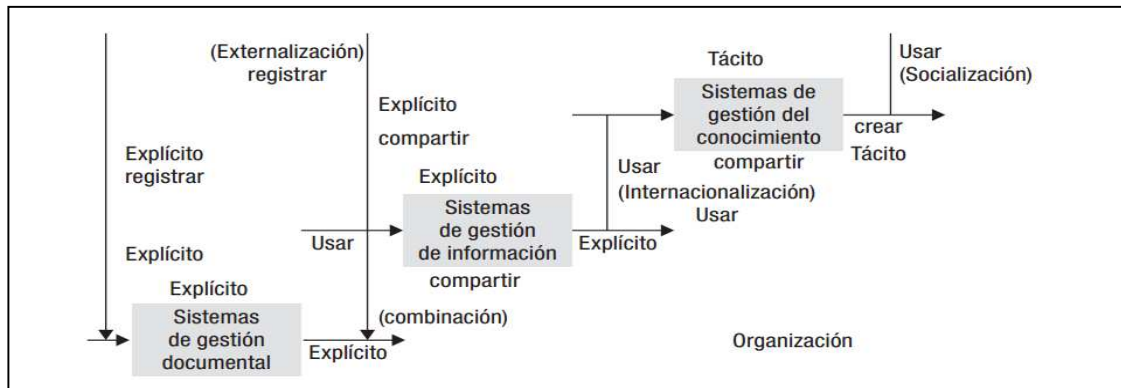 (Externalización)
registrar
Explícito
compartir
Explícito
registrar
Explícito
Explícito
Sistemas
de gestión
documental
Explícito
(combinación)
Usar
Explícito
Sistemas
de gestión
de información
compartir
Explícito
Usar
(Internacionalización)
Usar
Tácito
Sistemas de
gestión del
conocimiento
compartir
crear
Tácito
Usar
(Socialización)
Organización